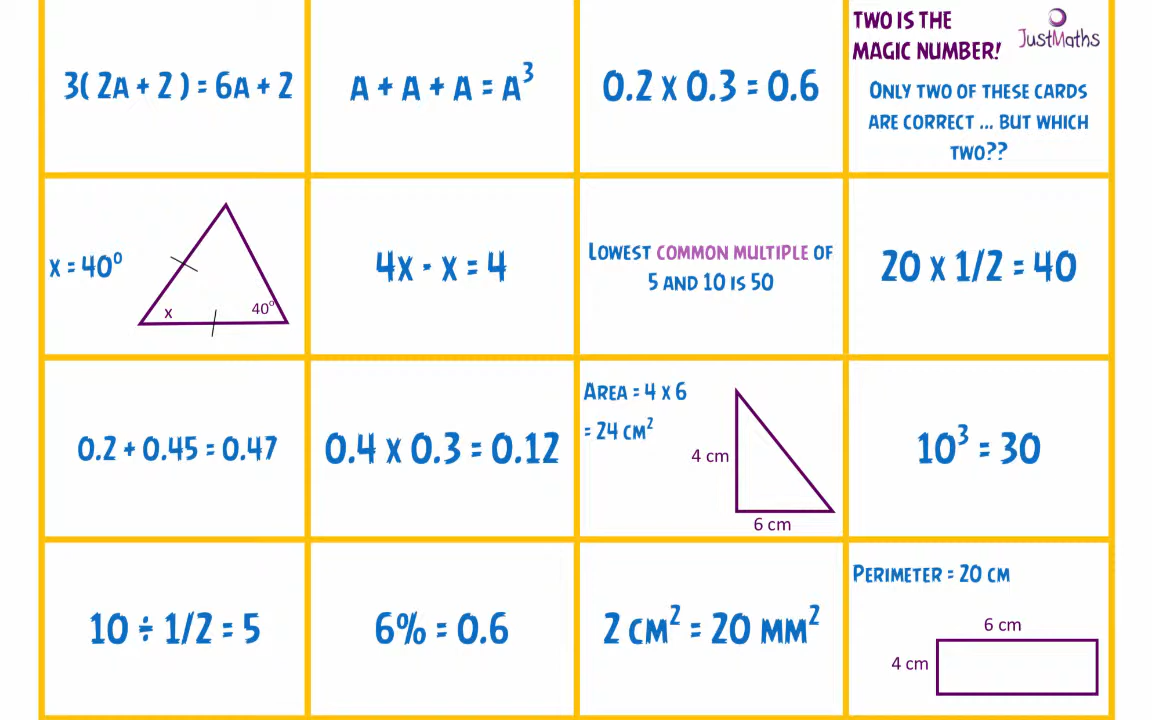 3( 2A + 2 ) = 6A + 2
A + A + A = A³
0.2 X 0.3 = 0.6
TWO IS THE
MAGIC NUMBER!
JustMaths
ONLY TWO OF THESE CARDS
ARE CORRECT ... BUT WHICH
TWO??
X = 40⁰
x
40°
4X - X = 4
LOWEST COMMON MULTIPLE OF
5 AND 10 IS 50
20 X 1/2 = 40
0.2 + 0.45 = 0.47
0.4 X 0.3 = 0.12
AREA = 4 X 6
= 24 CM²
4 cm
6 cm
10³ = 30
10 ÷ 1/2 = 5
6% = 0.6
2 CM² = 20 MM²
PERIMETER = 20 CM
6 cm
4 cm